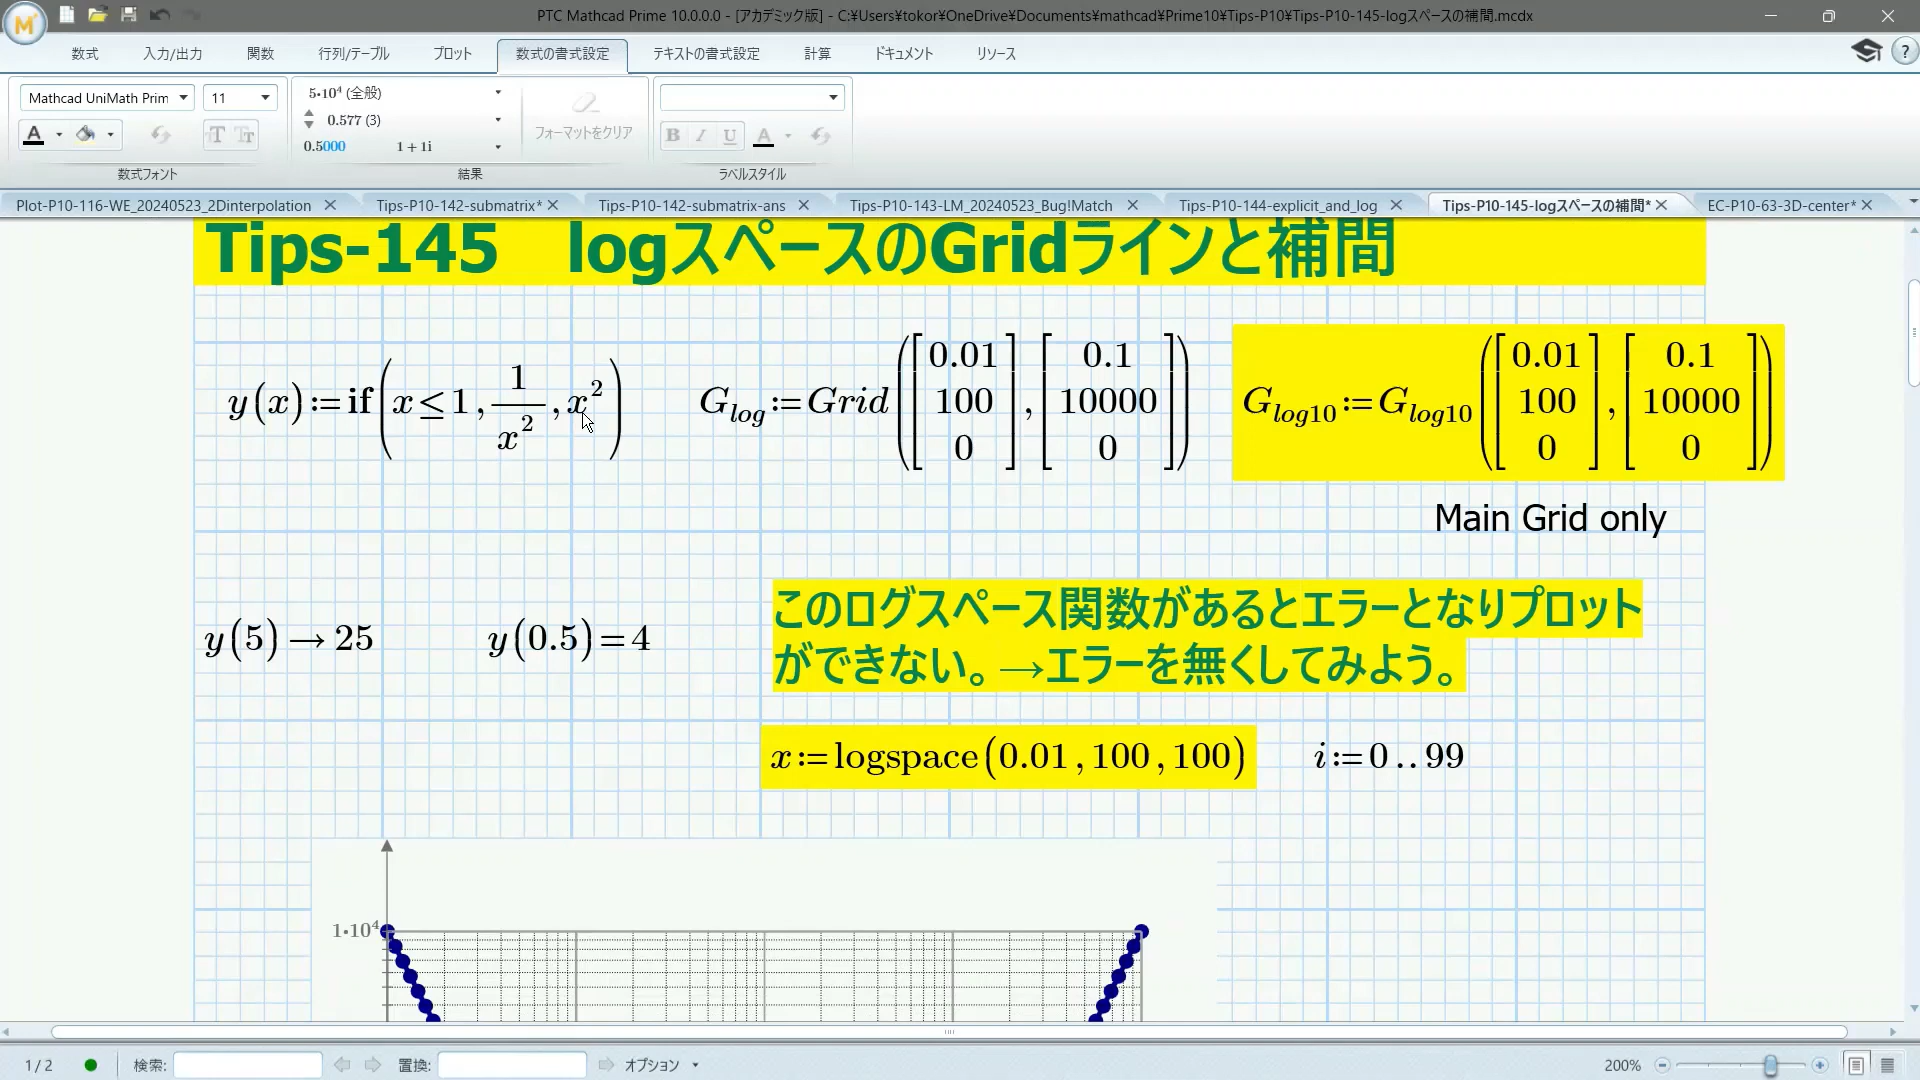 PTC Mathcad Prime 10.0.0.0 - [アカデミック版] - C:¥Users¥tokor¥OneDrive¥Documents¥mathcad¥Prime10¥Tips-P10¥Tips-P10-145-logスペースの補間.mcdx
数式 入力/出力 関数 行列/テーブル プロット 数式の書式設定 テキストの書式設定 計算 ドキュメント リソース
Mathcad UniMath Prim 11
5·10⁴ (全般)
0.577 (3)
0.5000 1 + 1i
フォーマットをクリア
数式フォント 結果 ラベルスタイル
Plot-P10-116-WE_20240523_2Dinterpolation Tips-P10-142-submatrix* Tips-P10-142-submatrix-ans Tips-P10-143-LM_20240523_Bug!Match Tips-P10-144-explicit_and_log Tips-P10-145-logスペースの補間* EC-P10-63-3D-center*
Tips-145 logスペースのGridラインと補間
y(x):=if(x≤1, 1/x², x²) G_log:=Grid([0.01 100 0], [0.1 10000 0]) G_log10:=G_log10([0.01 100 0], [0.1 10000 0])
Main Grid only
このログスペース関数があるとエラーとなりプロット
ができない。→エラーを無くしてみよう。
y(5)→25 y(0.5)=4
x:=logspace(0.01, 100, 100) i:=0..99
1·10⁴
1 / 2 検索: 置換: オプション 200%